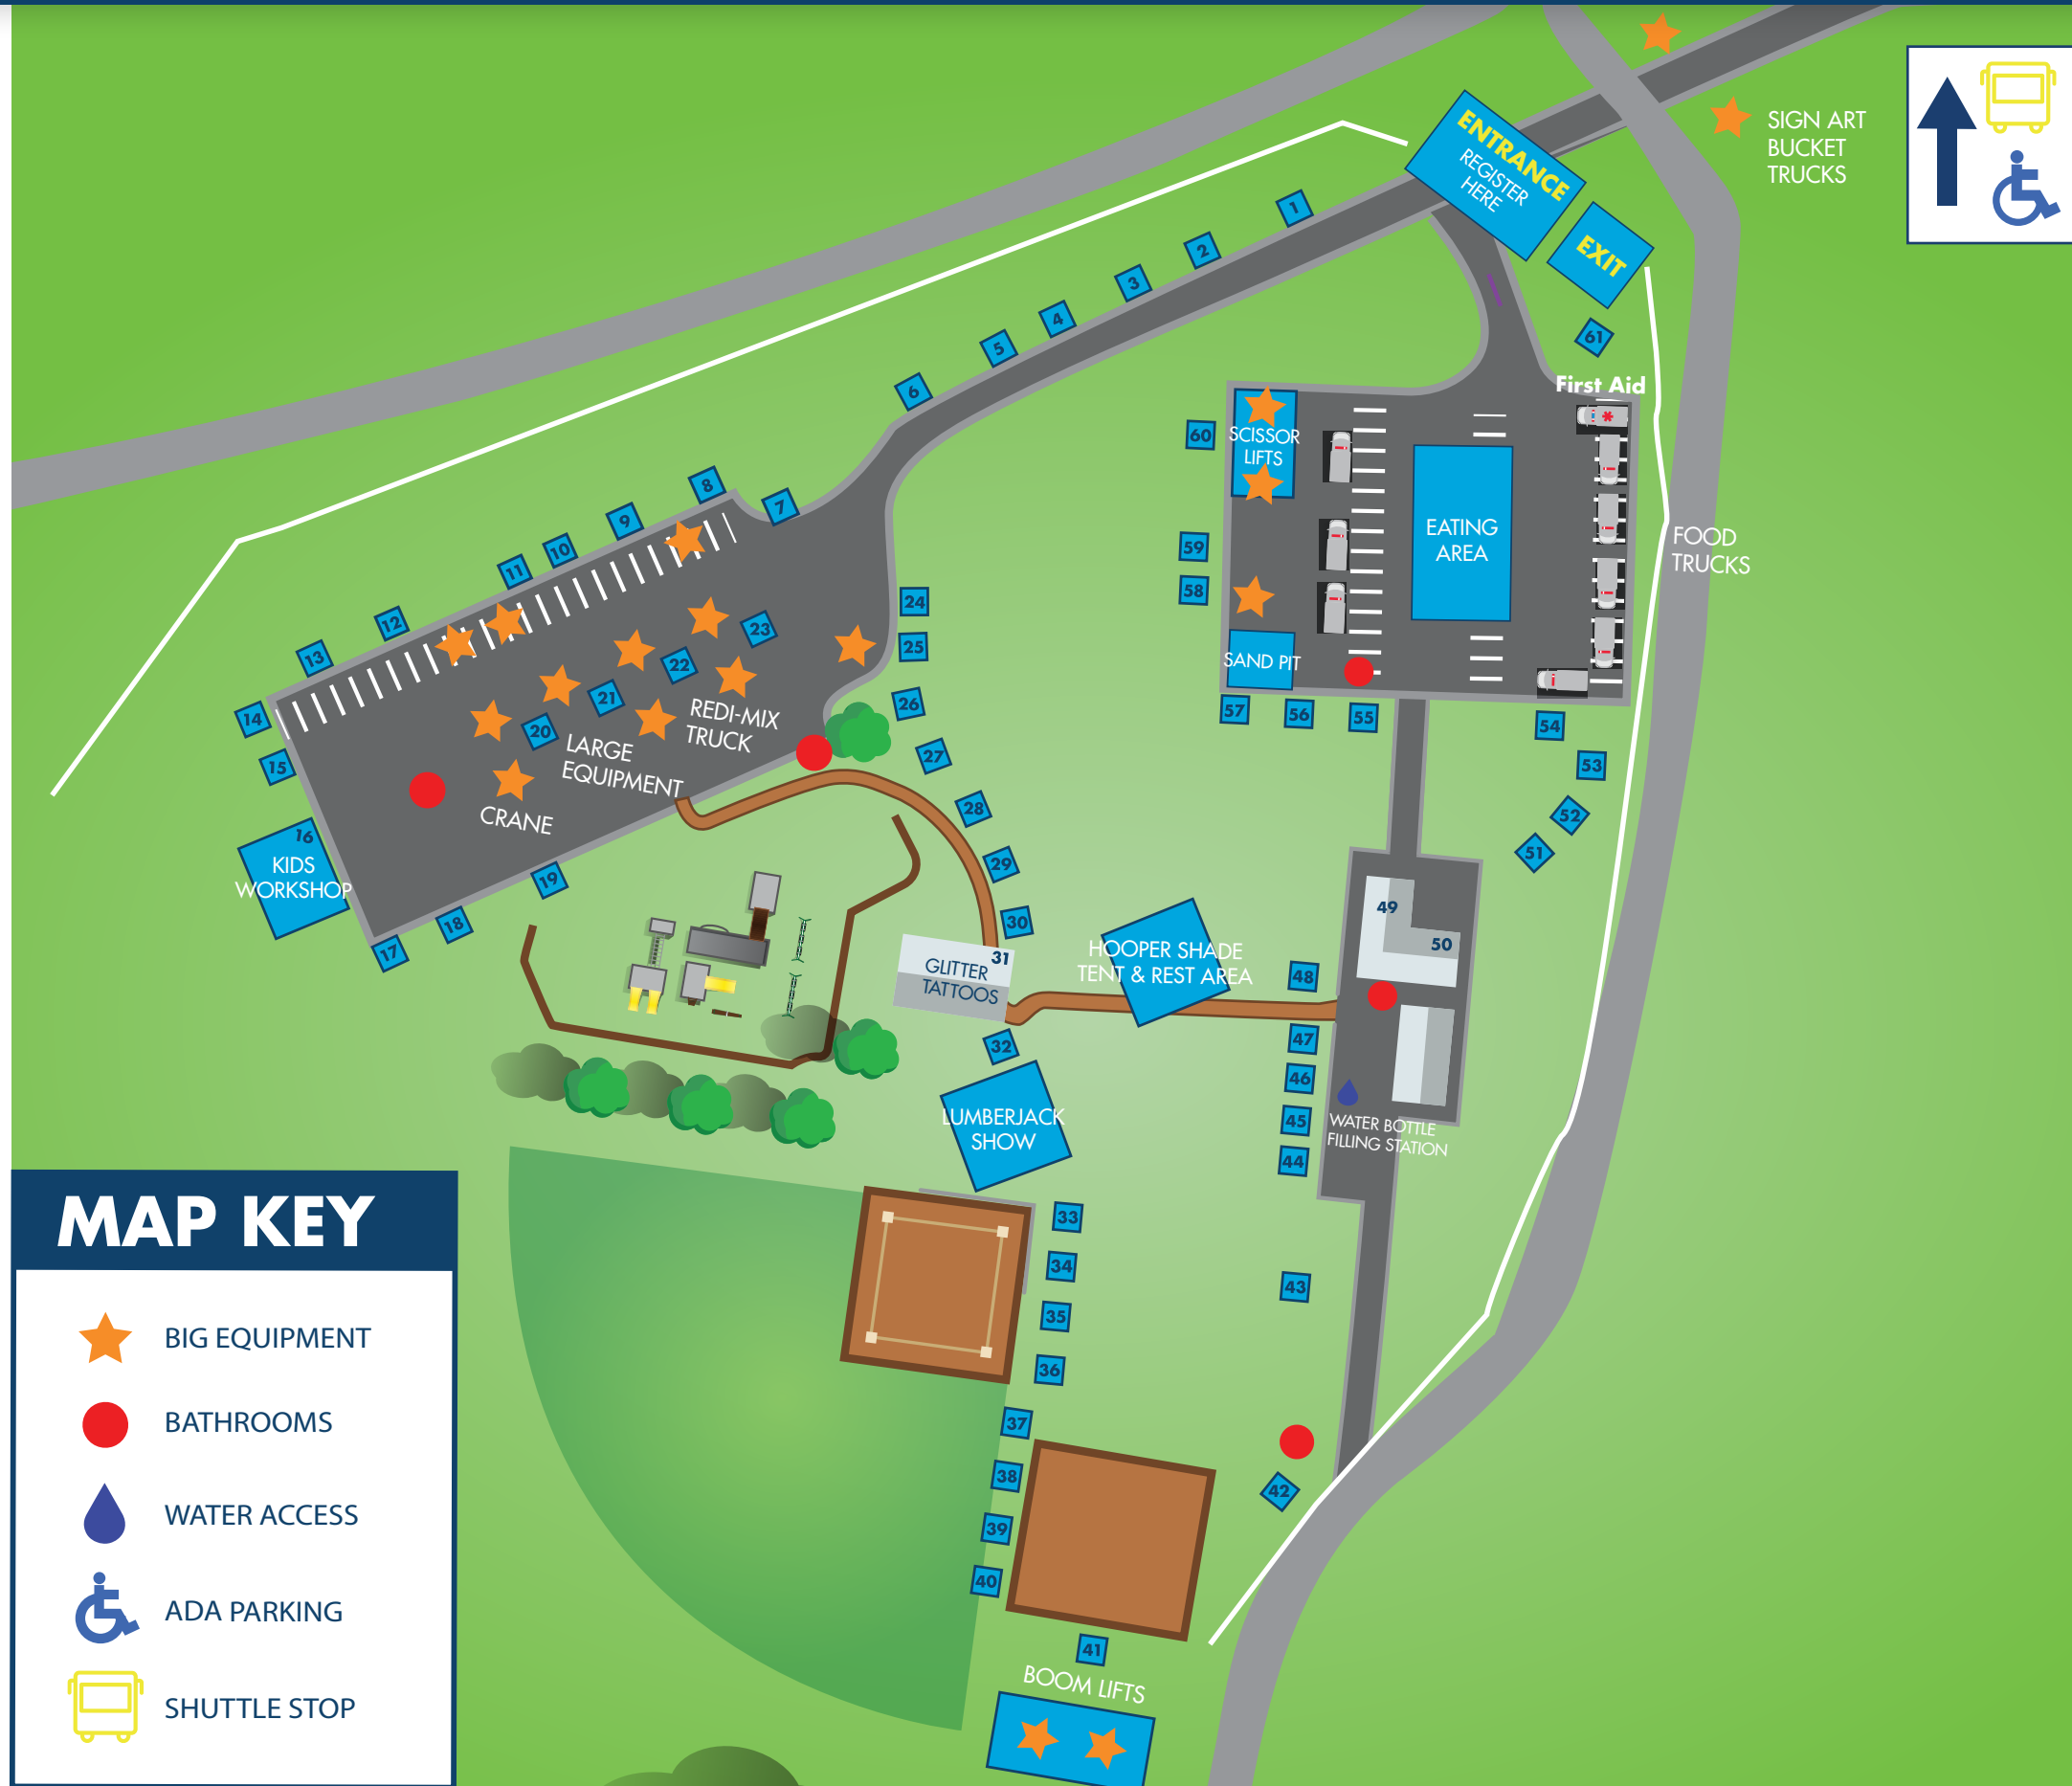 ENTRANCE
REGISTER
HERE
EXIT
SIGN ART
BUCKET
TRUCKS
1
2
3
4
5
6
7
8
9
10
11
12
13
14
15
16
KIDS
WORKSHOP
17
18
19
20
21
22
23
REDI-MIX
TRUCK
LARGE
EQUIPMENT
CRANE
24
25
26
27
28
29
30
31
GLITTER
TATTOOS
32
LUMBERJACK
SHOW
HOOPER SHADE
TENT & REST AREA
33
34
35
36
37
38
39
40
41
BOOM LIFTS
42
43
44
45
46
47
48
WATER BOTTLE
FILLING STATION
49
50
51
52
53
54
55
56
57
58
59
60
61
First Aid
SCISSOR
LIFTS
EATING
AREA
SAND PIT
FOOD
TRUCKS
MAP KEY
BIG EQUIPMENT
BATHROOMS
WATER ACCESS
ADA PARKING
SHUTTLE STOP